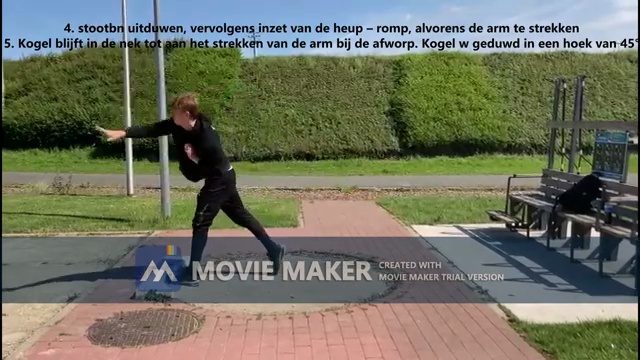 4. stootbn uitduwen, vervolgens inzet van de heup – romp, alvorens de arm te strekken
5. Kogel blijft in de nek tot aan het strekken van de arm bij de afworp. Kogel w geduwd in een hoek van 45°
MOVIE MAKER
CREATED WITH
MOVIE MAKER TRIAL VERSION